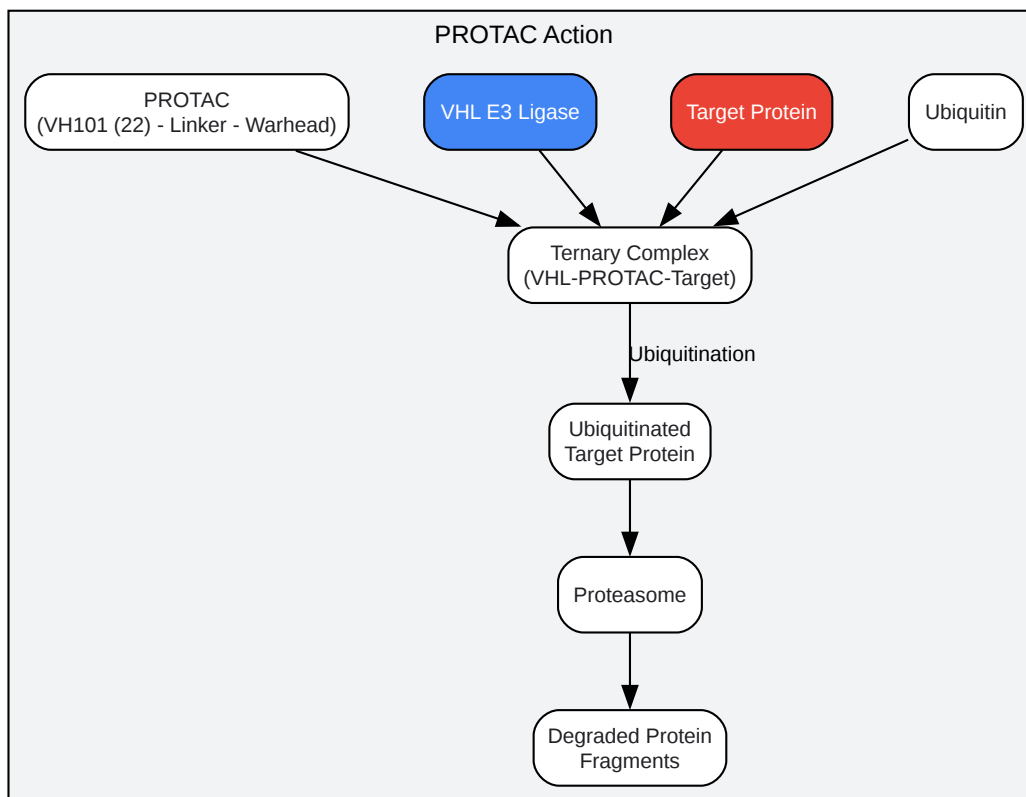 PROTAC Action
PROTAC
(VH101 (22) - Linker - Warhead)
VHL E3 Ligase
Target Protein
Ubiquitin
Ternary Complex
(VHL-PROTAC-Target)
Ubiquitination
Ubiquitinated
Target Protein
Proteasome
Degraded Protein
Fragments